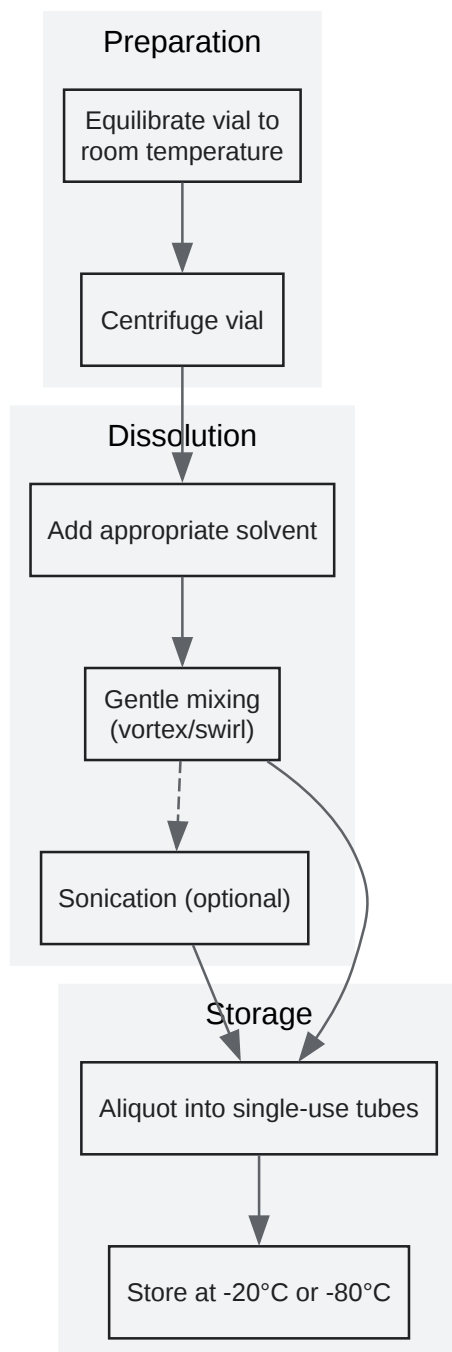 Preparation
Equilibrate vial to
room temperature
Centrifuge vial
Dissolution
Add appropriate solvent
Gentle mixing
(vortex/swirl)
Sonication (optional)
Storage
Aliquot into single-use tubes
Store at -20°C or -80°C